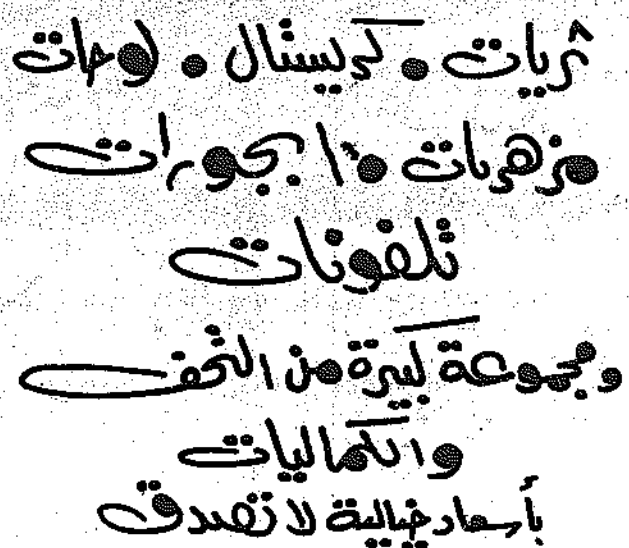 ثريات • كريستال • لوحات
مزهريات • ابجورات
تلفونات
ومجموعة كبيرة من التحف
والكماليات
بأسعار خيالية لا تصدق